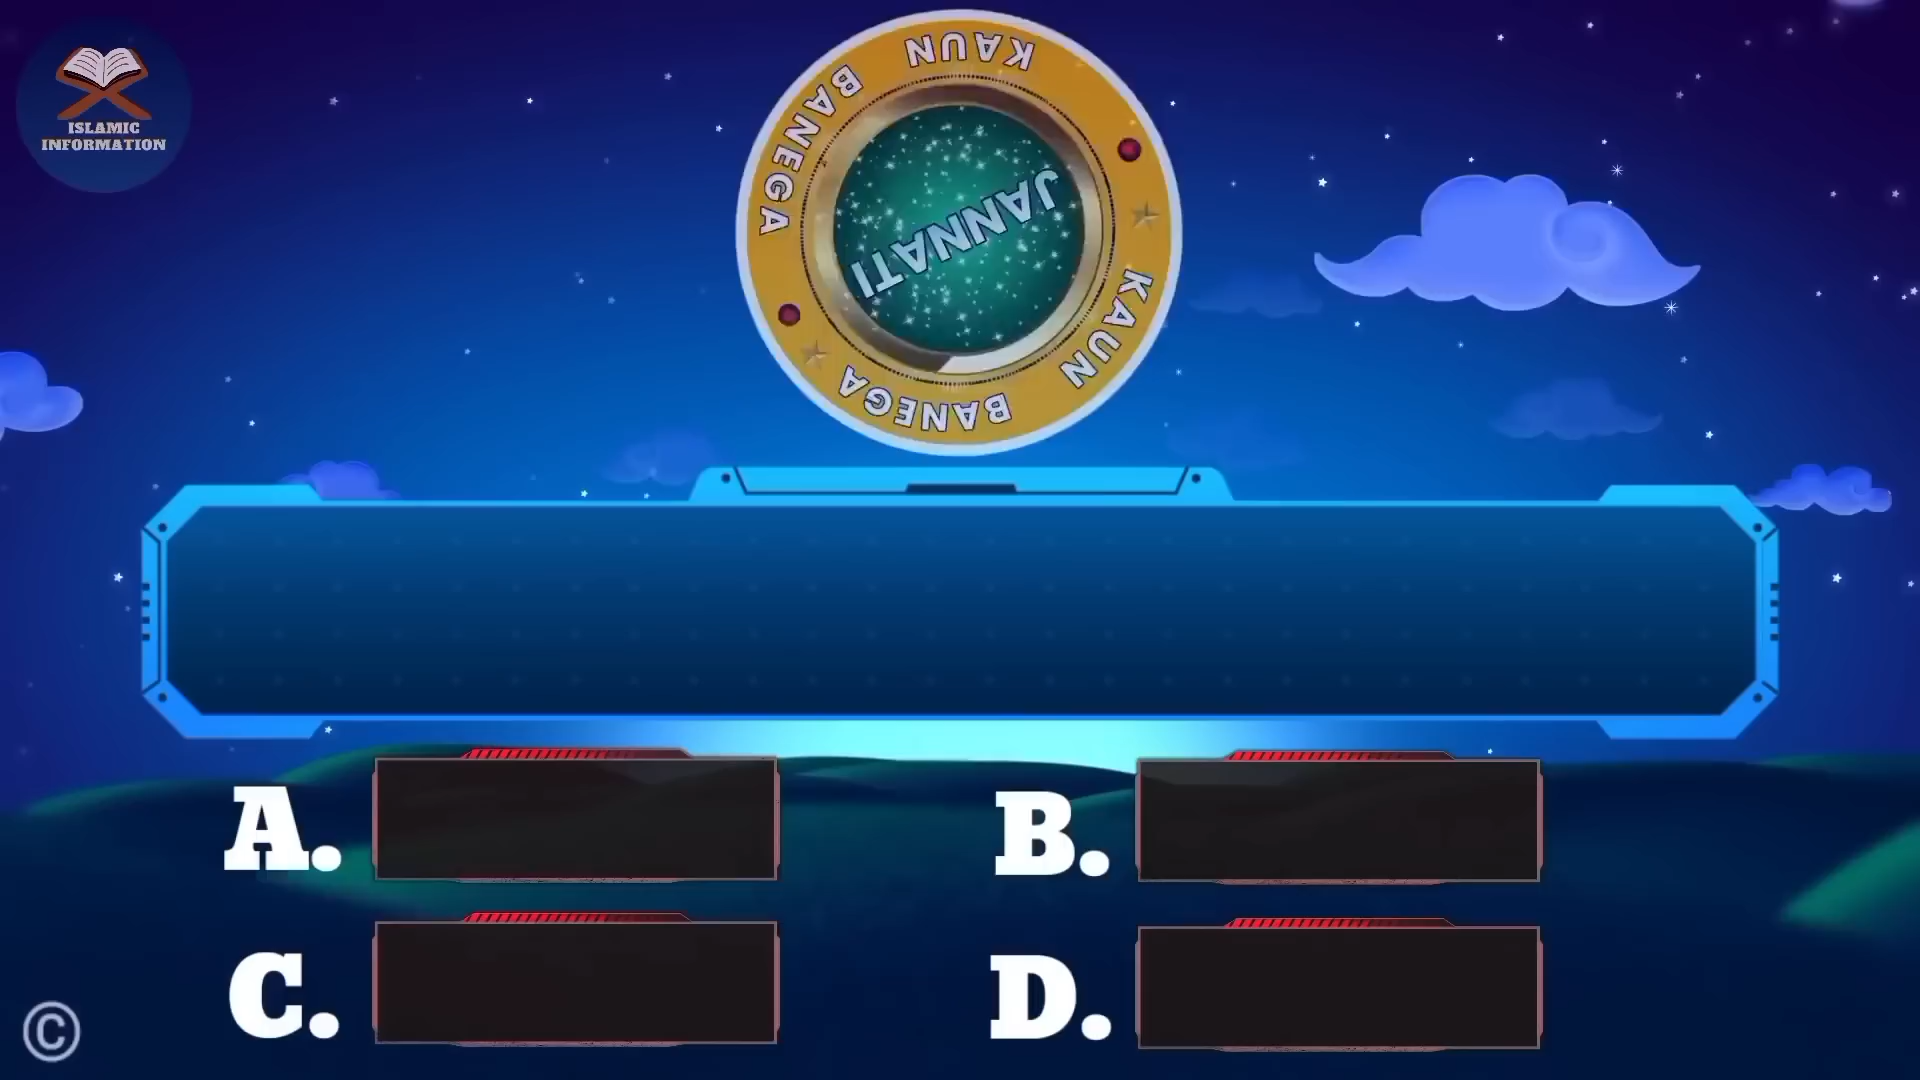 ISLAMIC
INFORMATION
KAUN BANEGA
JANNATI
KAUN BANEGA
A.
B.
C.
D.
©